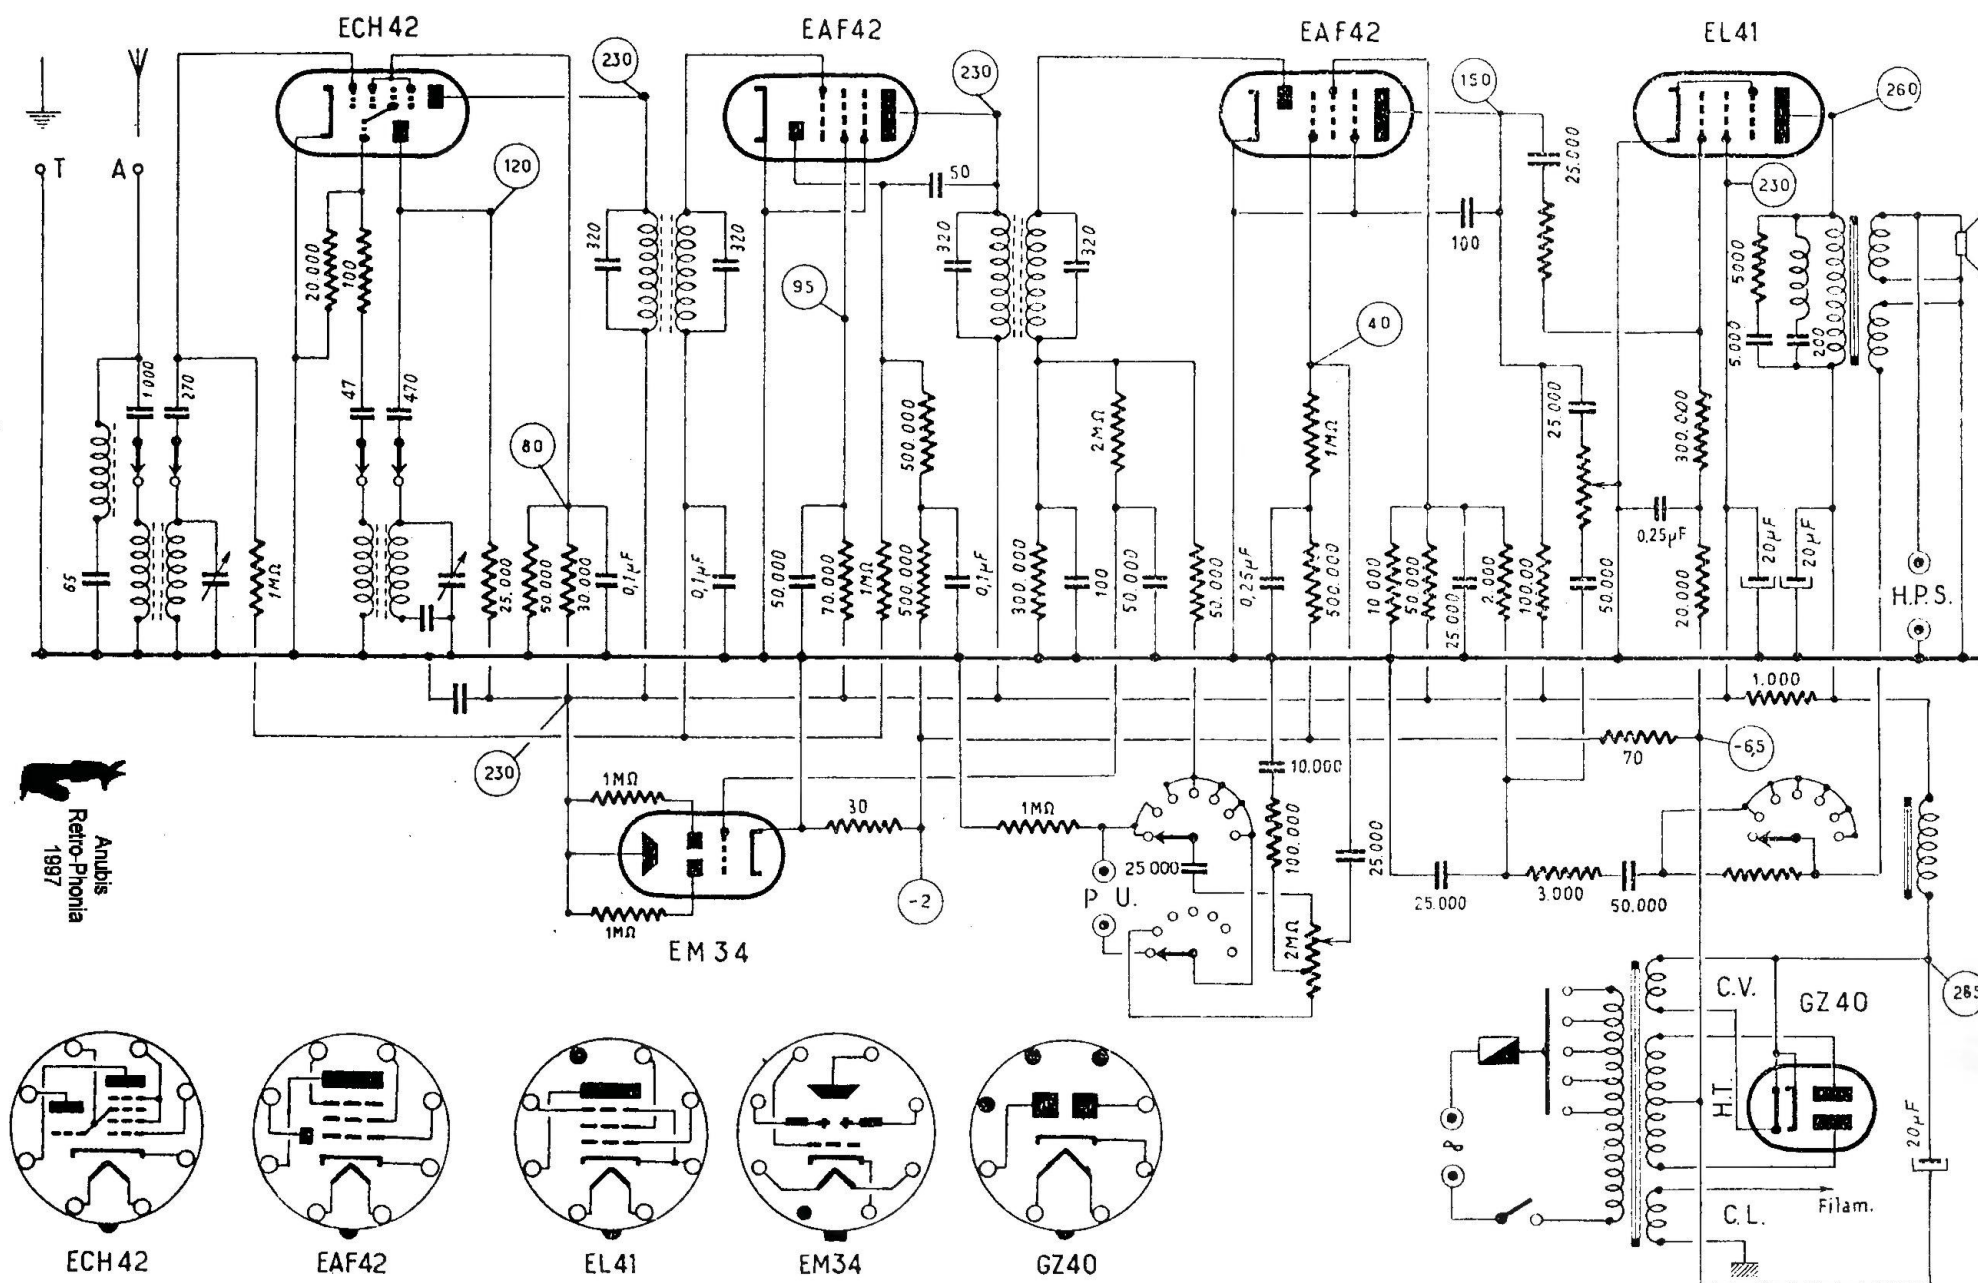 ECH42
EAF42
EAF42
EL41
230
230
150
260
T
A
120
50
25.000
230
20.000
100
320
320
320
320
100
5000
95
40
1000
270
47
470
5.000
200
80
500.000
2MΩ
1MΩ
25.000
300.000
65
1MΩ
25.000
50.000
30.000
0,1µF
0,1µF
50.000
70.000
1MΩ
500.000
0,1µF
300.000
100
50.000
50.000
0,25µF
500.000
10.000
50.000
25.000
2.000
100.00
50.000
0,25µF
20.000
20µF
20µF
H.P.S.
1.000
230
70
-6,5
1MΩ
30
1MΩ
10.000
100.000
25.000
25 000
P. U.
-2
1MΩ
EM34
2MΩ
25.000
3.000
50.000
Anubis
Retro-Phonia
1997
C.V.
GZ40
285
H.T.
20µF
C.L.
Filam.
ECH42
EAF42
EL41
EM34
GZ40